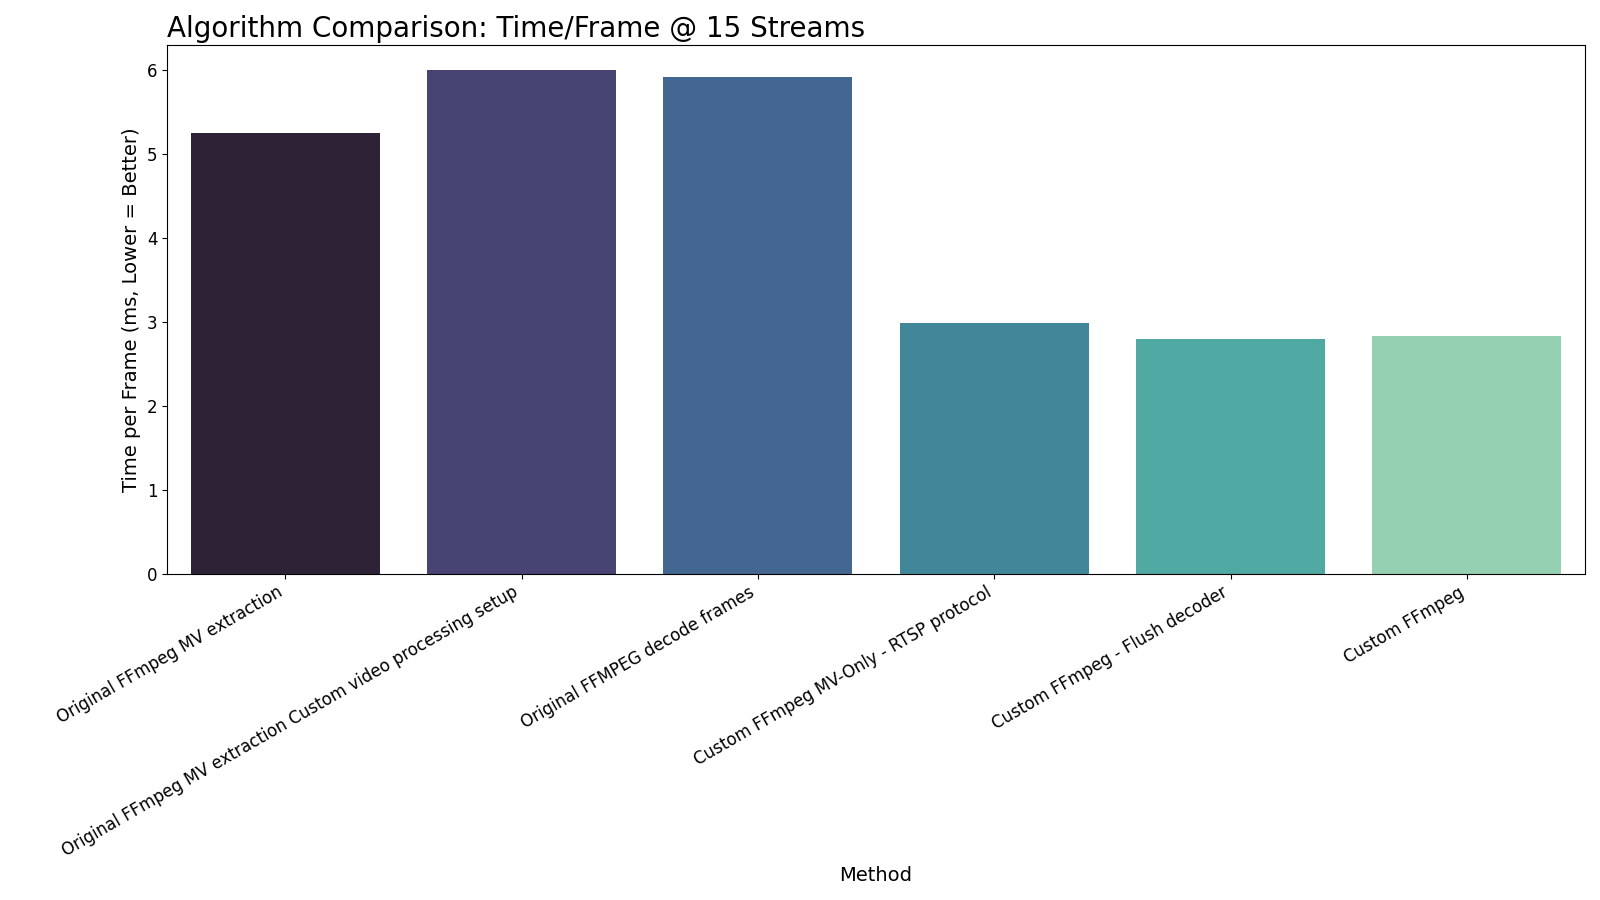 Algorithm Comparison: Time/Frame @ 15 Streams
Time per Frame (ms, Lower = Better)
6
5
4
3
2
1
0
Original FFmpeg MV extraction
Original FFmpeg MV extraction Custom video processing setup
Original FFMPEG decode frames
Custom FFmpeg MV-Only - RTSP protocol
Custom FFmpeg - Flush decoder
Custom FFmpeg
Method